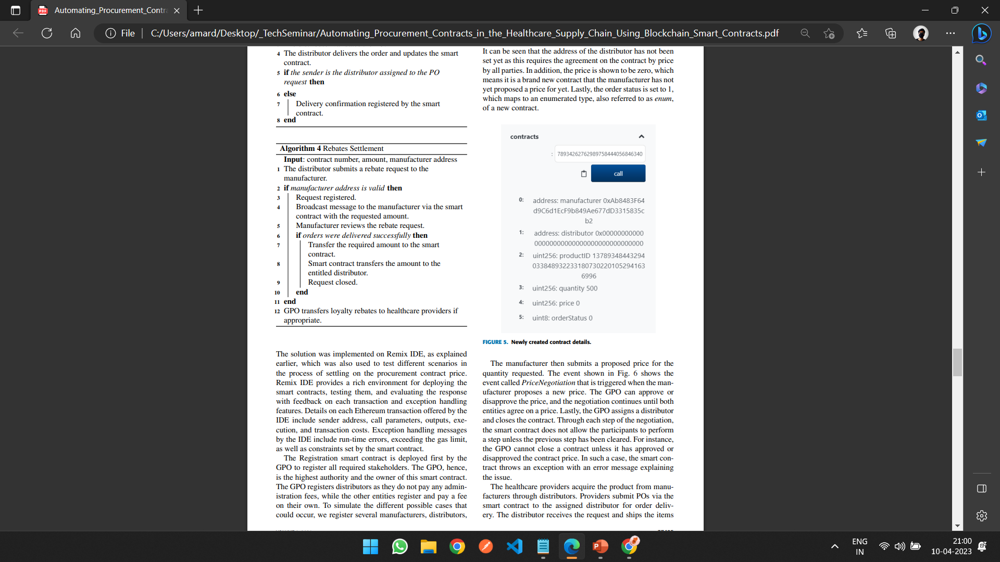 Automating_Procurement_Contr
File
C:/Users/amard/Desktop/_TechSeminar/Automating_Procurement_Contracts_in_the_Healthcare_Supply_Chain_Using_Blockchain_Smart_Contracts.pdf
4 The distributor delivers the order and updates the smart
contract.
5 if the sender is the distributor assigned to the PO
request then
6 else
7 Delivery confirmation registered by the smart
contract.
8 end
Algorithm 4 Rebates Settlement
Input: contract number, amount, manufacturer address
1 The distributor submits a rebate request to the
manufacturer.
2 if manufacturer address is valid then
3 Request registered.
4 Broadcast message to the manufacturer via the smart
contract with the requested amount.
5 Manufacturer reviews the rebate request.
6 if orders were delivered successfully then
7 Transfer the required amount to the smart
contract.
8 Smart contract transfers the amount to the
entitled distributor.
9 Request closed.
10 end
11 end
12 GPO transfers loyalty rebates to healthcare providers if
appropriate.
The solution was implemented on Remix IDE, as explained
earlier, which was also used to test different scenarios in
the process of settling on the procurement contract price.
Remix IDE provides a rich environment for deploying the
smart contracts, testing them, and evaluating the response
with feedback on each transaction and exception handling
features. Details on each Ethereum transaction offered by the
IDE include sender address, call parameters, outputs, exe-
cution, and transaction costs. Exception handling messages
by the IDE include run-time errors, exceeding the gas limit,
as well as constraints set by the smart contract.
The Registration smart contract is deployed first by the
GPO to register all required stakeholders. The GPO, hence,
is the highest authority and the owner of this smart contract.
The GPO registers distributors as they do not pay any admin-
istration fees, while the other entities register and pay a fee
on their own. To simulate the different possible cases that
could occur, we register several manufacturers, distributors,
It can be seen that the address of the distributor has not been
set yet as this requires the agreement on the contract by price
by all parties. In addition, the price is shown to be zero, which
means it is a brand new contract that the manufacturer has not
yet proposed a price for yet. Lastly, the order status is set to 1,
which maps to an enumerated type, also referred to as enum,
of a new contract.
contracts
: 78934262762989758444056846340
call
0: address: manufacturer 0xAb8483F64
d9C6d1EcF9b849Ae677dD3315835c
b2
1: address: distributor 0x00000000000
00000000000000000000000000000
2: uint256: productID 13789348443294
03384893223318073022010529416​3
6996
3: uint256: quantity 500
4: uint256: price 0
5: uint8: orderStatus 0
FIGURE 5. Newly created contract details.
The manufacturer then submits a proposed price for the
quantity requested. The event shown in Fig. 6 shows the
event called PriceNegotiation that is triggered when the man-
ufacturer proposes a new price. The GPO can approve or
disapprove the price, and the negotiation continues until both
entities agree on a price. Lastly, the GPO assigns a distributor
and closes the contract. Through each step of the negotiation,
the smart contract does not allow the participants to perform
a step unless the previous step has been cleared. For instance,
the GPO cannot close a contract unless it has approved or
disapproved the contract price. In such a case, the smart con-
tract throws an exception with an error message explaining
the issue.
The healthcare providers acquire the product from manu-
facturers through distributors. Providers submit POs via the
smart contract to the assigned distributor for order deliv-
ery. The distributor receives the request and ships the items
ENG
IN
21:00
10-04-2023